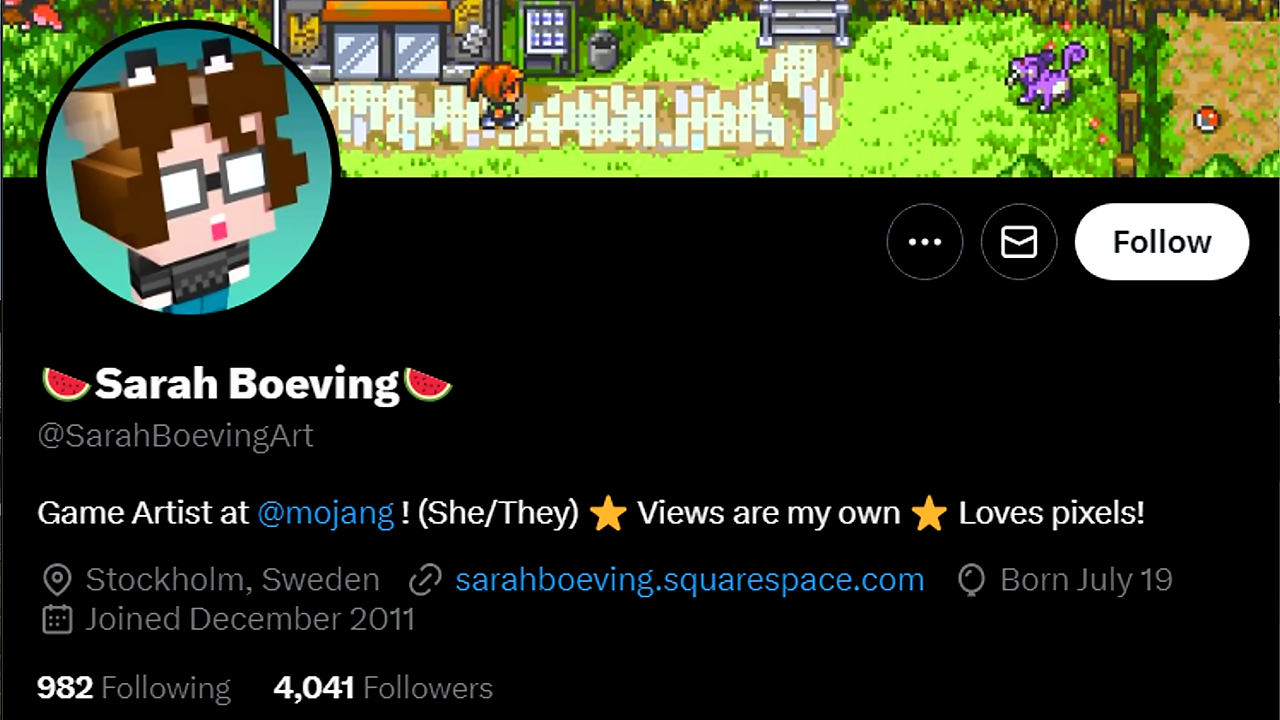 Follow
🍉Sarah Boeving🍉
@SarahBoevingArt
Game Artist at @mojang ! (She/They) ⭐ Views are my own ⭐ Loves pixels!
Stockholm, Sweden sarahboeving.squarespace.com Born July 19
Joined December 2011
982 Following 4,041 Followers